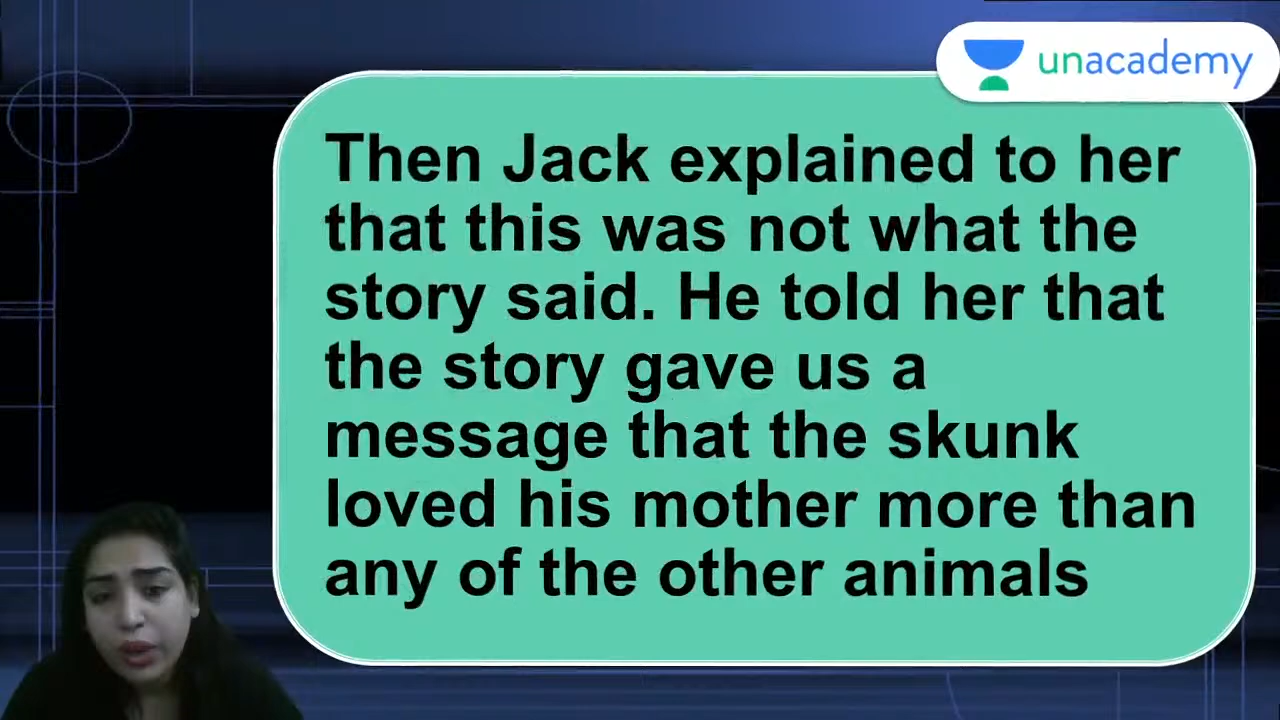 unacademy
Then Jack explained to her
that this was not what the
story said. He told her that
the story gave us a
message that the skunk
loved his mother more than
any of the other animals